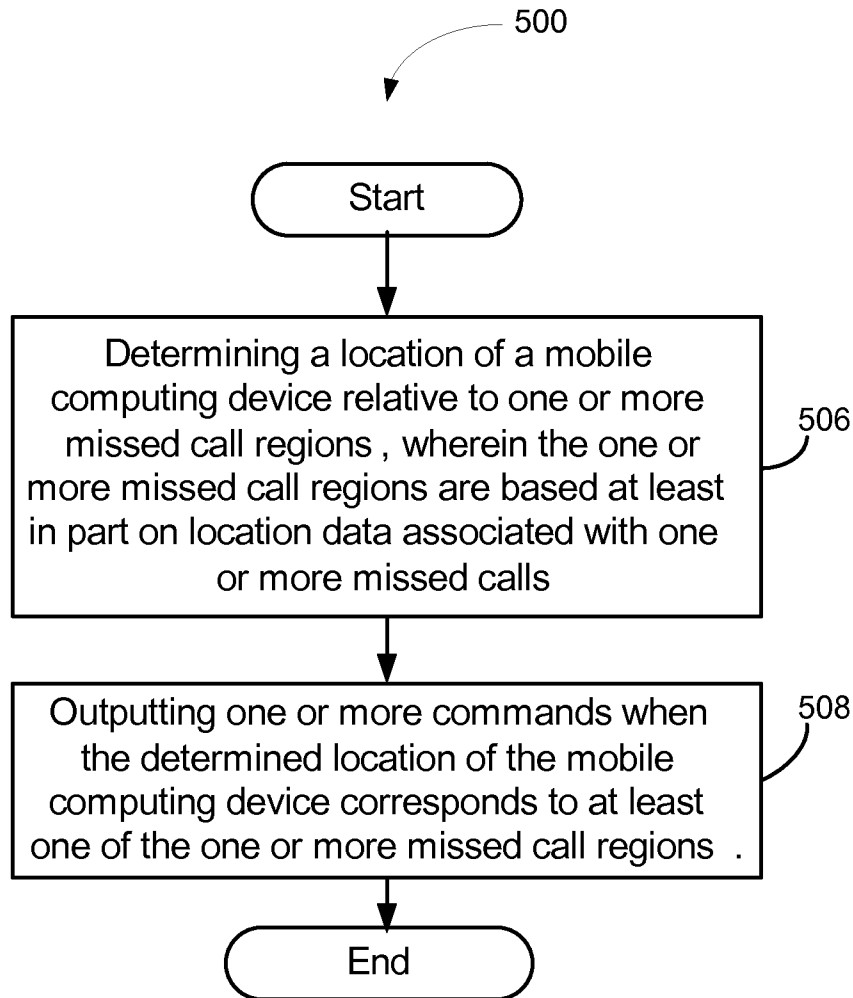 500
Start
Determining a location of a mobile
computing device relative to one or more
missed call regions , wherein the one or
more missed call regions are based at least
in part on location data associated with one
or more missed calls
506
Outputting one or more commands when
the determined location of the mobile
computing device corresponds to at least
one of the one or more missed call regions .
508
End